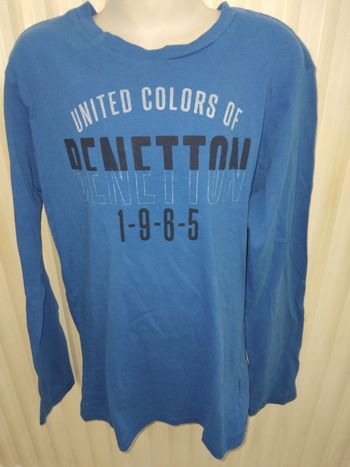 UNITED COLORS OF
BENETTON
1-9-6-5